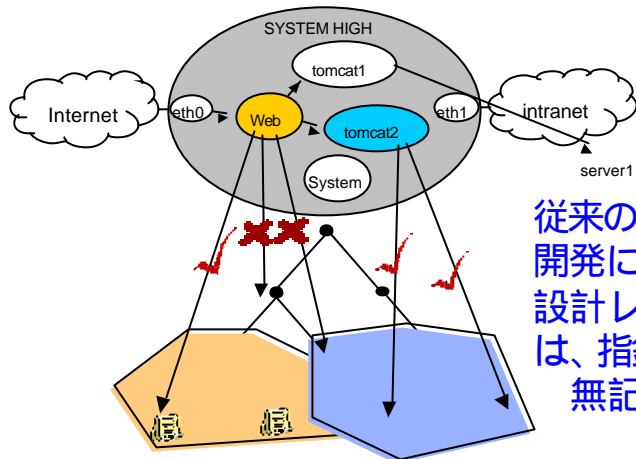 SYSTEM HIGH
tomcat1
Internet
eth0
Web
tomcat2
eth1
intranet
System
server1
従来の
開発に
設計レ
は、指
無記